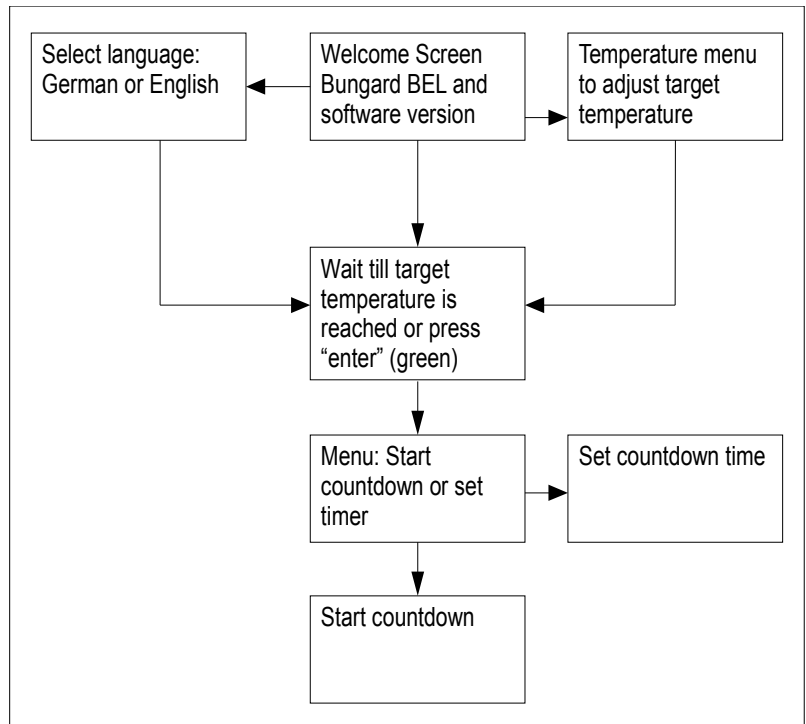 Select language:
German or English
Welcome Screen
Bungard BEL and
software version
Temperature menu
to adjust target
temperature
Wait till target
temperature is
reached or press
“enter” (green)
Menu: Start
countdown or set
timer
Set countdown time
Start countdown